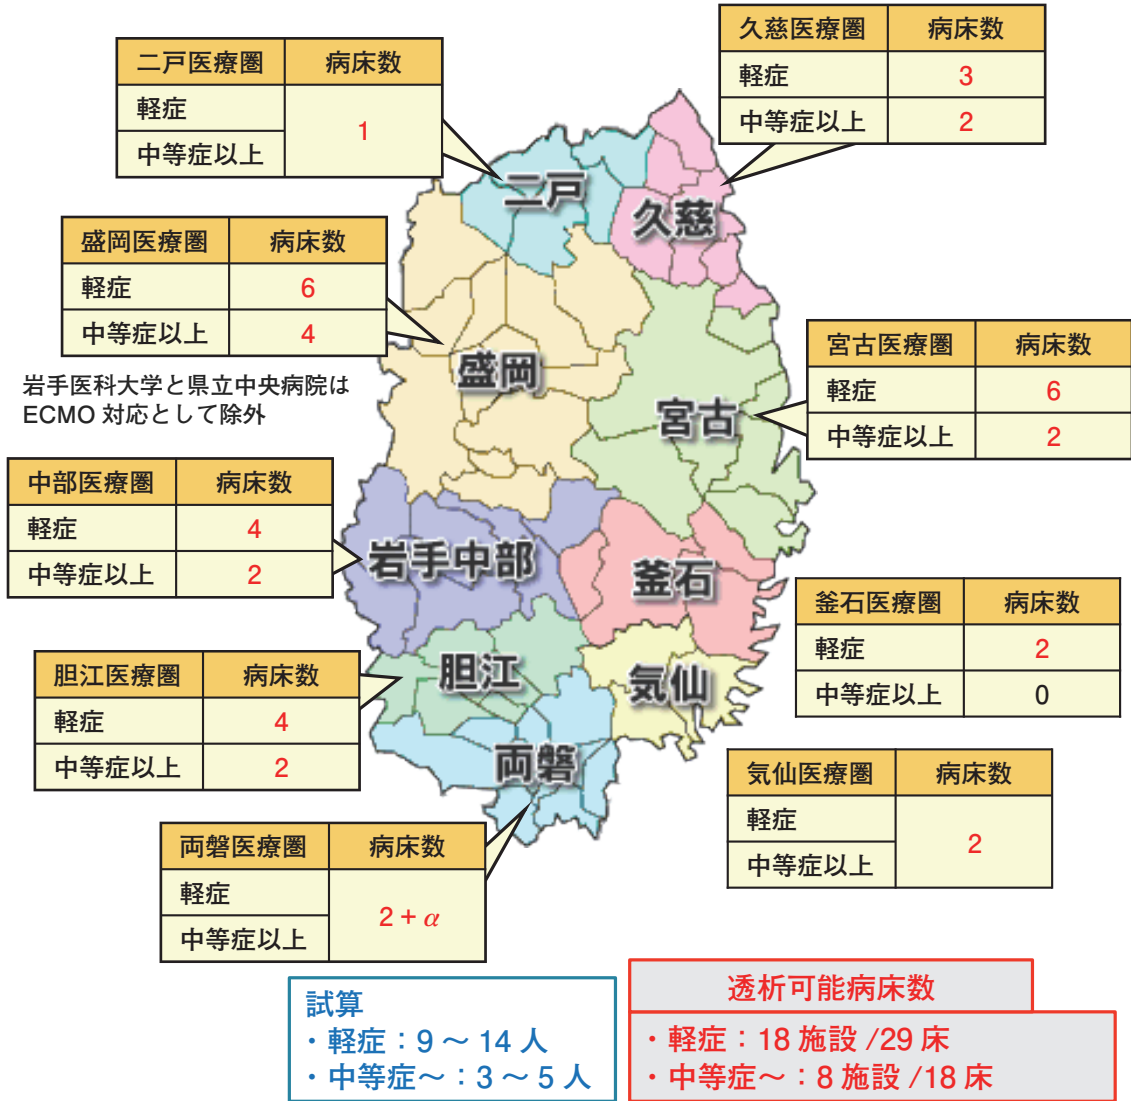 二戸医療圏 病床数
軽症
1
中等症以上
久慈医療圏 病床数
軽症 3
中等症以上 2
盛岡医療圏 病床数
軽症 6
中等症以上 4
岩手医科大学と県立中央病院は
ECMO 対応として除外
宮古医療圏 病床数
軽症 6
中等症以上 2
中部医療圏 病床数
軽症 4
中等症以上 2
釜石医療圏 病床数
軽症 2
中等症以上 0
胆江医療圏 病床数
軽症 4
中等症以上 2
気仙医療圏 病床数
軽症
2
中等症以上
両磐医療圏 病床数
軽症
2 + α
中等症以上
二戸
久慈
盛岡
宮古
岩手中部
釜石
胆江
気仙
両磐
試算
・軽症：9 ～ 14 人
・中等症～：3 ～ 5 人
透析可能病床数
・軽症：18 施設 /29 床
・中等症～：8 施設 /18 床